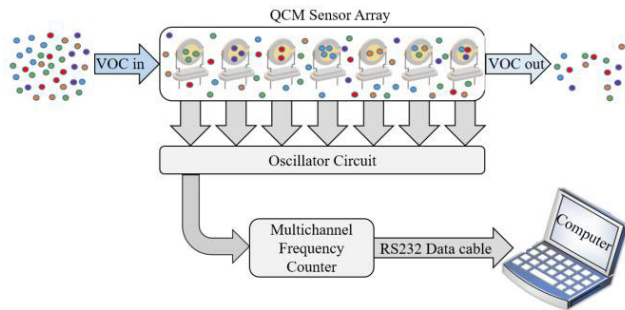 QCM Sensor Array
VOC in
VOC out
Oscillator Circuit
Multichannel
Frequency
Counter
RS232 Data cable
Computer